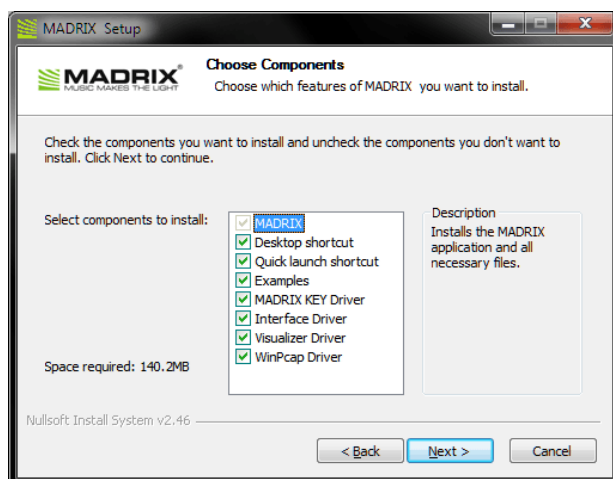 MADRIX Setup
MADRIX®
MUSIC MAKES THE LIGHT
Choose Components
Choose which features of MADRIX you want to install.
Check the components you want to install and uncheck the components you don't want to
install. Click Next to continue.
Select components to install:
MADRIX
Desktop shortcut
Quick launch shortcut
Examples
MADRIX KEY Driver
Interface Driver
Visualizer Driver
WinPcap Driver
Description
Installs the MADRIX
application and all
necessary files.
Space required: 140.2MB
Nullsoft Install System v2.46
< Back
Next >
Cancel